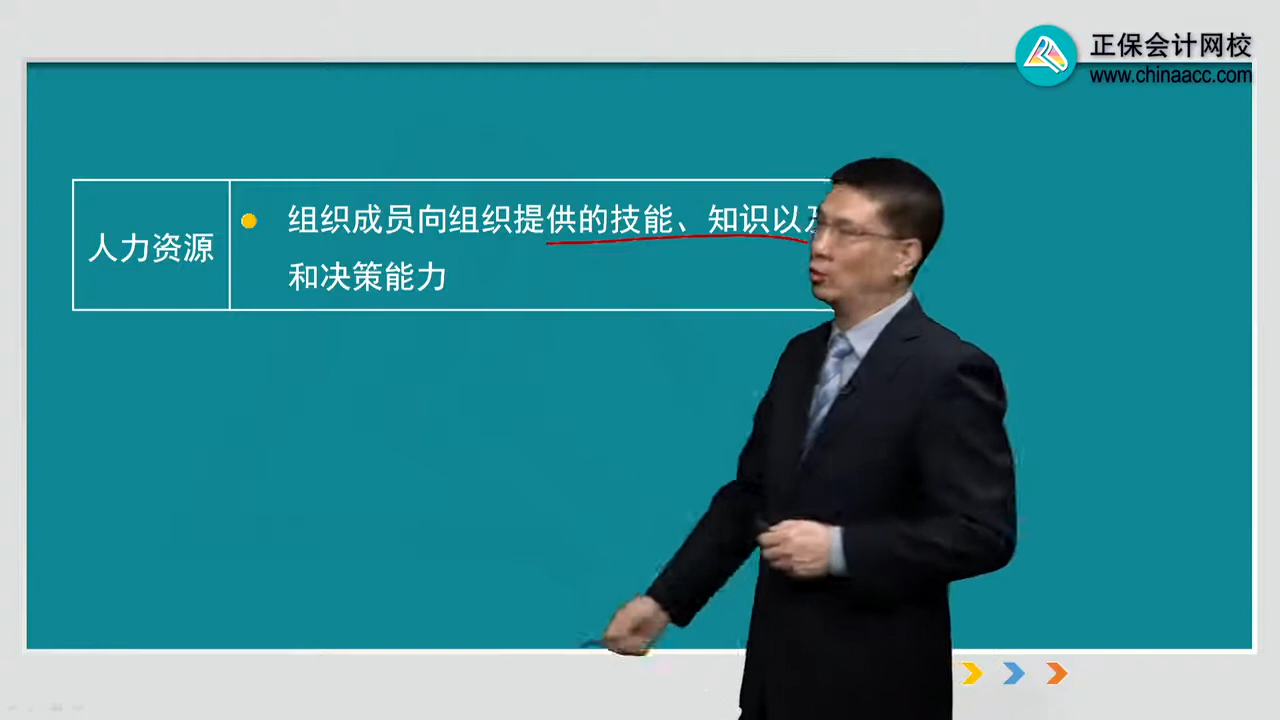 正保会计网校
www.chinaacc.com
人力资源
组织成员向组织提供的技能、知识以及
和决策能力